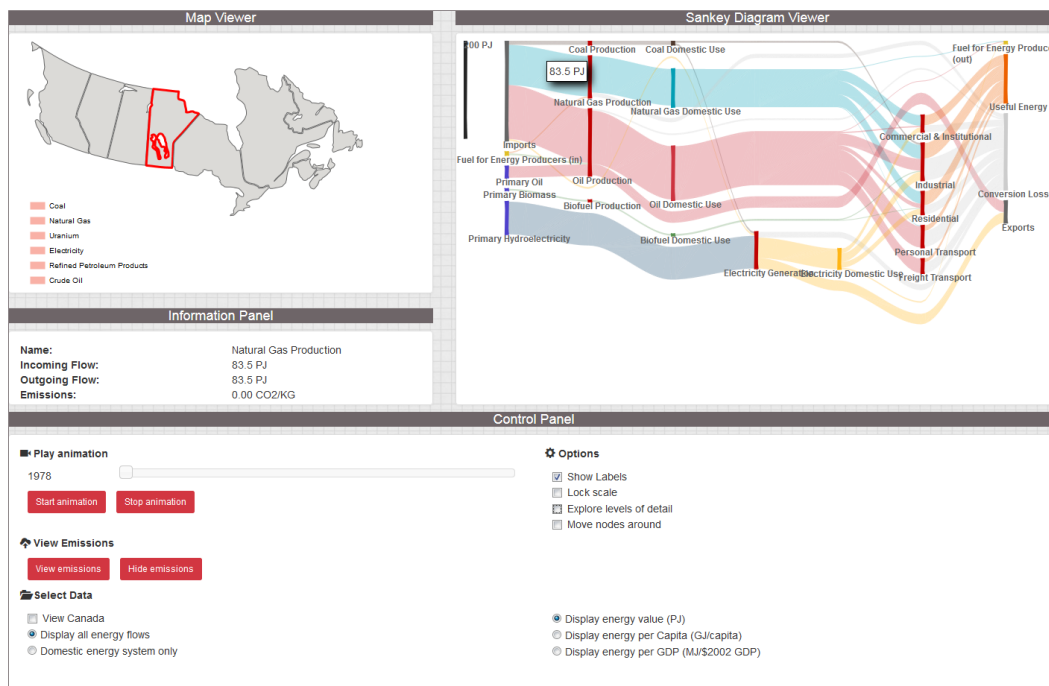 Map Viewer
Coal
Natural Gas
Uranium
Electricity
Refined Petroleum Products
Crude Oil
Sankey Diagram Viewer
200 PJ
Coal Production
Coal Domestic Use
Fuel for Energy Produce
(out)
83.5 PJ
Natural Gas Production
Natural Gas Domestic Use
Useful Energy
Imports
Commercial & Institutional
Fuel for Energy Producers (in)
Primary Oil
Oil Production
Industrial
Primary Biomass
Conversion Loss
Biofuel Production
Oil Domestic Use
Residential
Exports
Primary Hydroelectricity
Biofuel Domestic Use
Personal Transport
Electricity Generation
Electricity Domestic Use
Freight Transport
Information Panel
Name: Natural Gas Production
Incoming Flow: 83.5 PJ
Outgoing Flow: 83.5 PJ
Emissions: 0.00 CO2/KG
Control Panel
Play animation
1978
Start animation Stop animation
View Emissions
View emissions Hide emissions
Select Data
View Canada
Display all energy flows
Domestic energy system only
Options
Show Labels
Lock scale
Explore levels of detail
Move nodes around
Display energy value (PJ)
Display energy per Capita (GJ/capita)
Display energy per GDP (MJ/$2002 GDP)